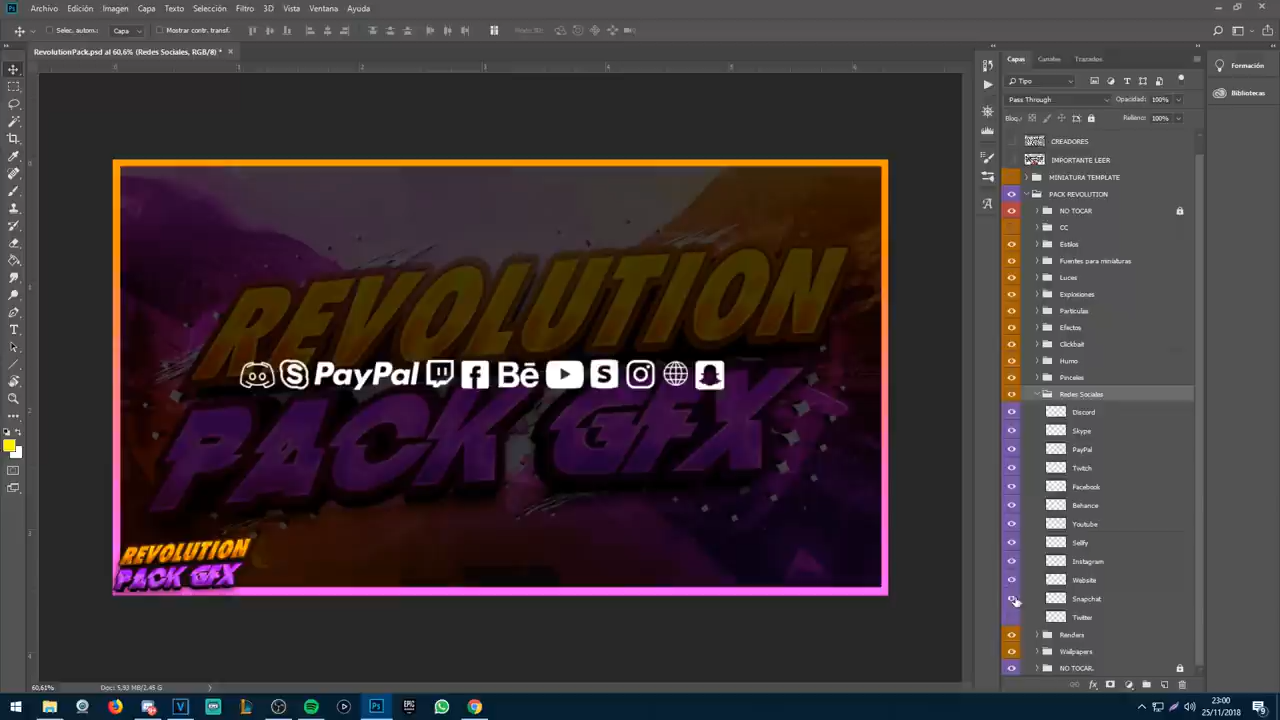 Archivo Edición Imagen Capa Texto Selección Filtro 3D Vista Ventana Ayuda
Selec. autom.: Capa Mostrar contr. transf.
RevolutionPack.psd al 60,6% (Redes Sociales, RGB/8) *
Capas Canales Trazados
Formación
Bibliotecas
Tipo
Pass Through Opacidad: 100%
Bloq.: Relleno: 100%
CREADORES
IMPORTANTE LEER
MINIATURA TEMPLATE
PACK REVOLUTION
NO TOCAR
CC
Estilos
Fuentes para miniaturas
Luces
Explosiones
Particulas
Efectos
Clickbait
Humo
Pinceles
Redes Sociales
Discord
Skype
PayPal
Twitch
Facebook
Behance
Youtube
Sellfy
Instagram
Website
Snapchat
Twitter
Renders
Wallpapers
NO TOCAR.
REVOLUTION
PACK GFX
PayPal Bē
REVOLUTION
PACK GFX
60,61% Doc: 5,93 MB/2,45 G
23:00
25/11/2018